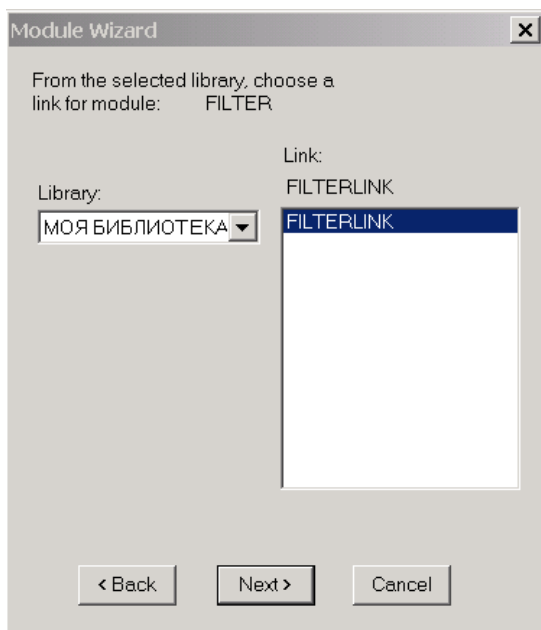 Module Wizard
From the selected library, choose a
link for module: FILTER
Link:
Library:
FILTERLINK
МОЯ БИБЛИОТЕКА
FILTERLINK
< Back
Next >
Cancel